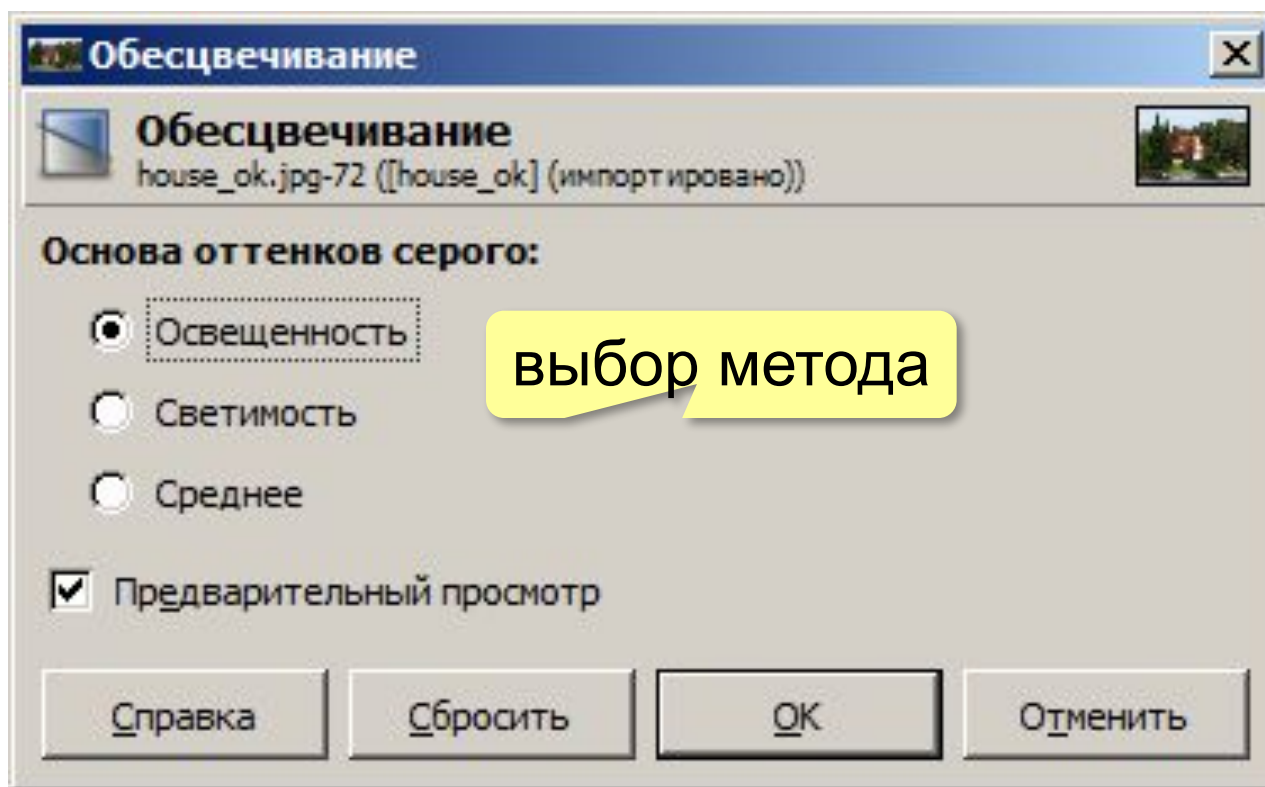 Обесцвечивание
Обесцвечивание
house_ok.jpg-72 ([house_ok] (импортировано))
Основа оттенков серого:
Освещенность
выбор метода
Светимость
Среднее
Предварительный просмотр
Справка Сбросить OK Отменить